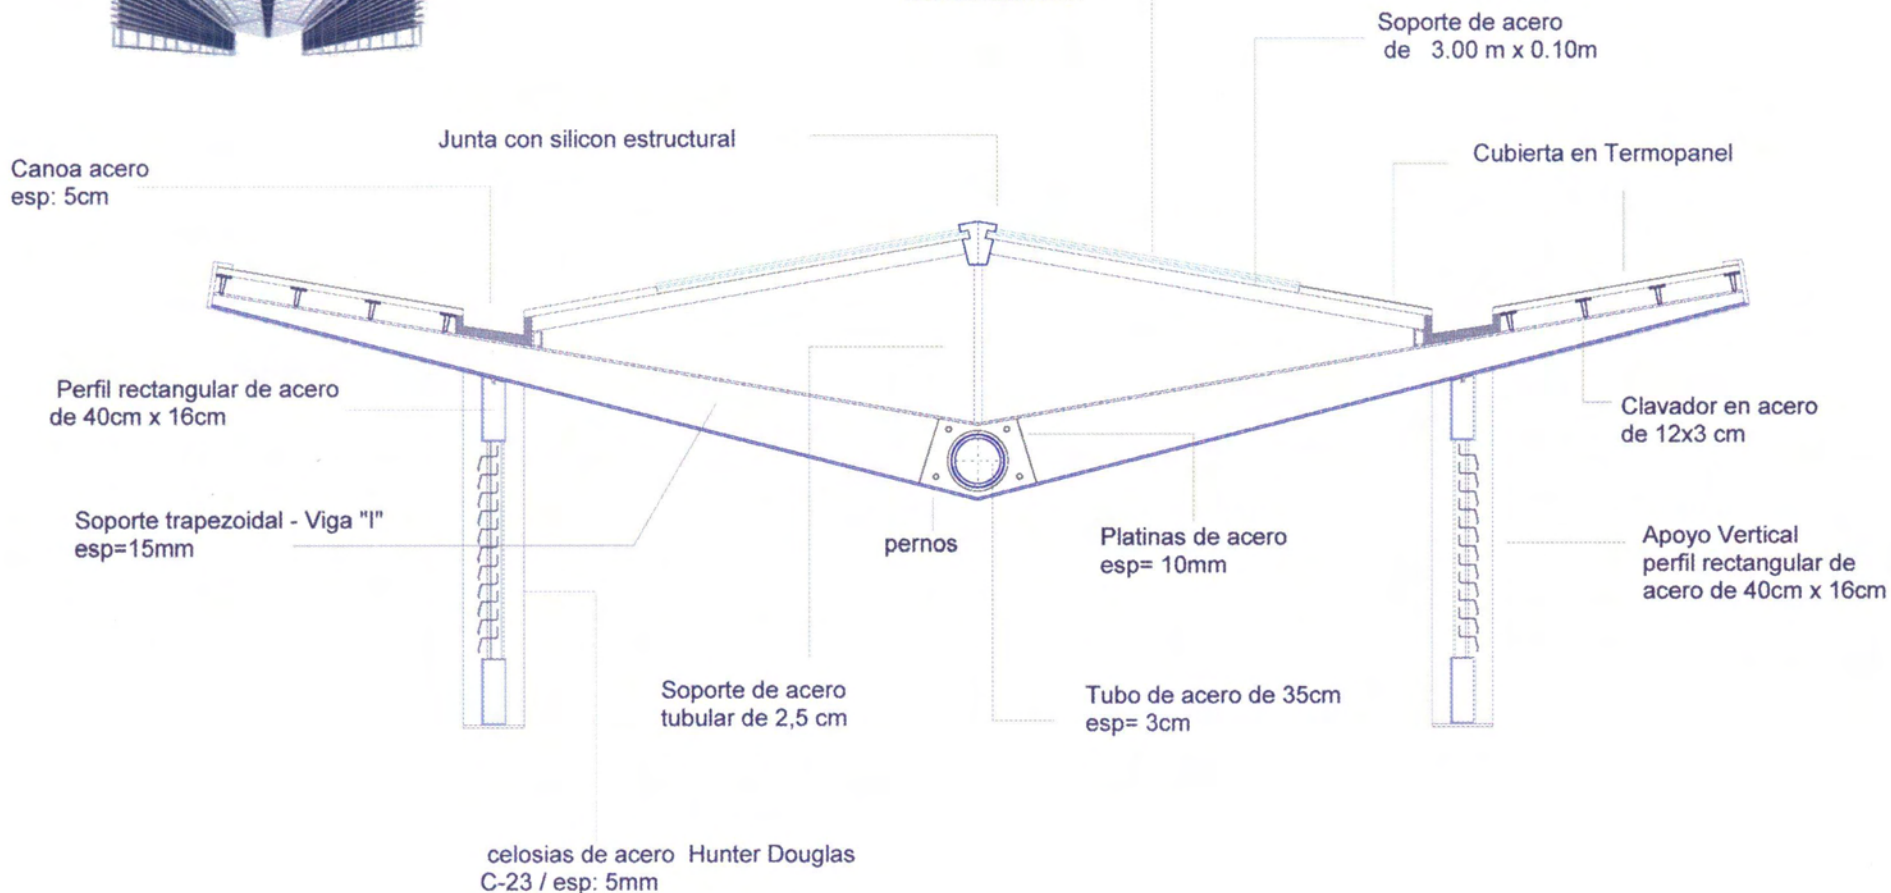 Soporte de acero
de 3.00 m x 0.10m
Junta con silicon estructural
Cubierta en Termopanel
Canoa acero
esp: 5cm
Perfil rectangular de acero
de 40cm x 16cm
Clavador en acero
de 12x3 cm
Soporte trapezoidal - Viga "I"
esp=15mm
pernos
Platinas de acero
esp= 10mm
Apoyo Vertical
perfil rectangular de
acero de 40cm x 16cm
Soporte de acero
tubular de 2,5 cm
Tubo de acero de 35cm
esp= 3cm
celosias de acero Hunter Douglas
C-23 / esp: 5mm